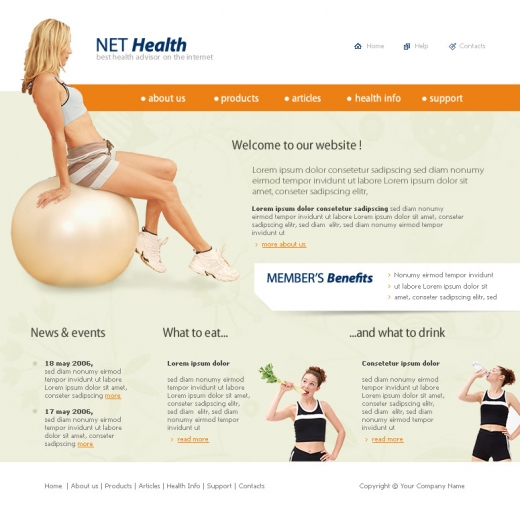 NET Health
best health advisor on the internet
Home Help Contacts
about us products articles health info support
Welcome to our website !
Lorem ipsum dolor consetetur sadipscing sed diam nonumy
eirmod tempor invidunt ut labore Lorem ipsum dolor sit
amet, consetetur sadipscing elitr,
Lorem ipsum dolor consetetur sadipscing sed diam nonumy
eirmod tempor invidunt ut labore Lorem ipsum dolor sit amet, consetetur
sadipscing elitr, sed diam elitr, sed diam nonumy eirmod tempor
invidunt ut
more about us
MEMBER'S Benefits
Nonumy eirmod tempor invidunt
ut labore Lorem ipsum dolor sit
amet, consetetur sadipscing elitr, sed
News & events
18 may 2006,
sed diam nonumy eirmod
tempor invidunt ut labore
Lorem ipsum dolor sit amet,
consetetur sadipscing more
17 may 2006,
sed diam nonumy eirmod
tempor invidunt ut labore
dolor sit amet, consetetur
sadipscing more
What to eat...
Lorem ipsum dolor
sed diam nonumy eirmod
tempor invidunt ut labore
Lorem ipsum dolor sit
amet, consetetur
sadipscing elitr, sed
diam elitr, sed diam
nonumy eirmod tempor
invidunt ut
read more
...and what to drink
Consetetur dolor
sed diam nonumy eirmod
tempor invidunt ut labore
Lorem ipsum dolor sit
amet, consetetur
sadipscing elitr, sed
diam elitr, sed diam
nonumy eirmod tempor
invidunt ut
read more
Home | About us | Products | Articles | Health Info | Support | Contacts
Copyright © Your Company Name